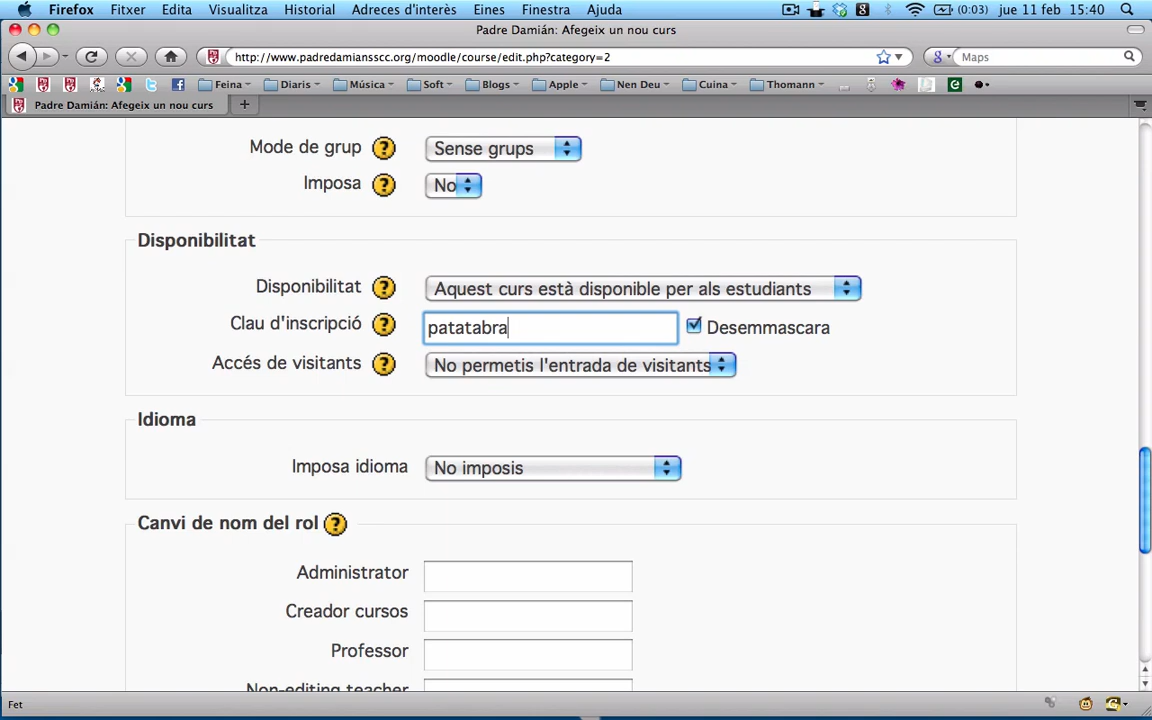 Firefox Fitxer Edita Visualitza Historial Adreces d'interès Eines Finestra Ajuda (0:03) jue 11 feb 15:40
Padre Damián: Afegeix un nou curs
http://www.padredamiansscc.org/moodle/course/edit.php?category=2 Maps
Feina Diaris Música Soft Blogs Apple Nen Deu Cuina Thomann
Padre Damián: Afegeix un nou curs
Mode de grup ? Sense grups
Imposa ? No
Disponibilitat
Disponibilitat ? Aquest curs està disponible per als estudiants
Clau d'inscripció ? patatabra Desemmascara
Accés de visitants ? No permetis l'entrada de visitants
Idioma
Imposa idioma No imposis
Canvi de nom del rol ?
Administrator
Creador cursos
Professor
Non-editing teacher
Fet